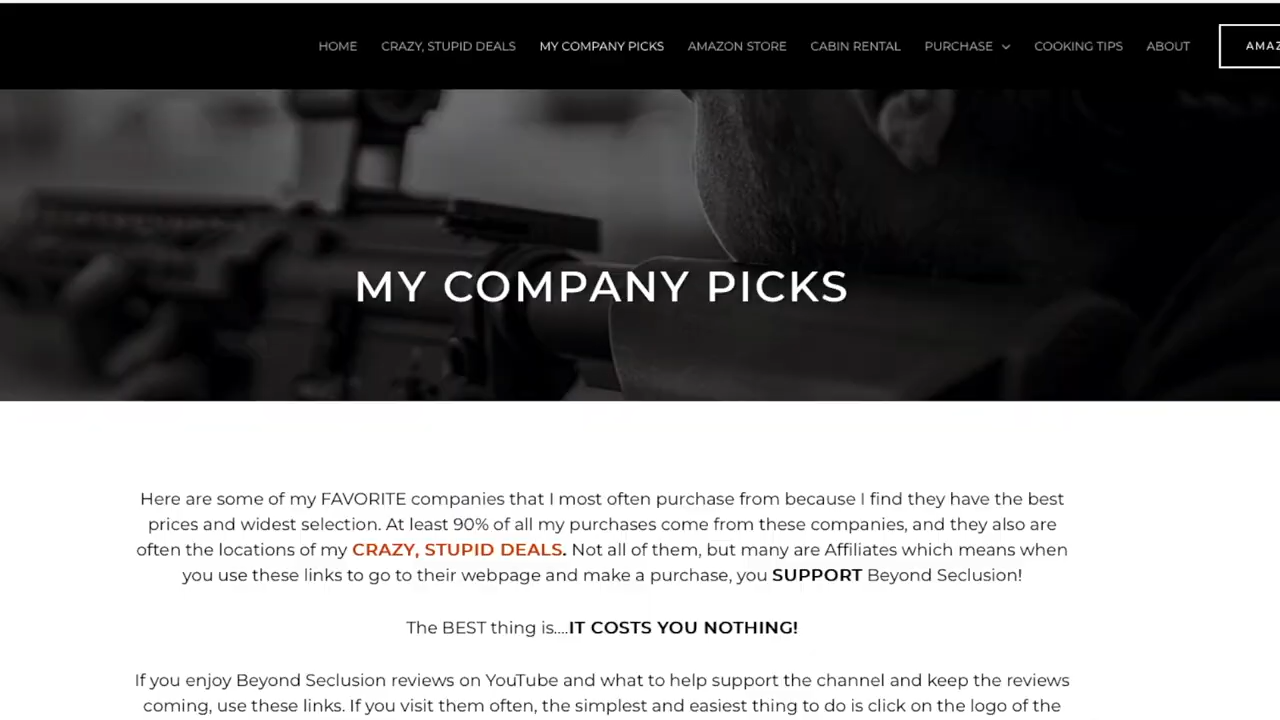 HOME CRAZY, STUPID DEALS MY COMPANY PICKS AMAZON STORE CABIN RENTAL PURCHASE COOKING TIPS ABOUT AMAZ
MY COMPANY PICKS
Here are some of my FAVORITE companies that I most often purchase from because I find they have the best
prices and widest selection. At least 90% of all my purchases come from these companies, and they also are
often the locations of my CRAZY, STUPID DEALS. Not all of them, but many are Affiliates which means when
you use these links to go to their webpage and make a purchase, you SUPPORT Beyond Seclusion!
The BEST thing is....IT COSTS YOU NOTHING!
If you enjoy Beyond Seclusion reviews on YouTube and what to help support the channel and keep the reviews
coming, use these links. If you visit them often, the simplest and easiest thing to do is click on the logo of the